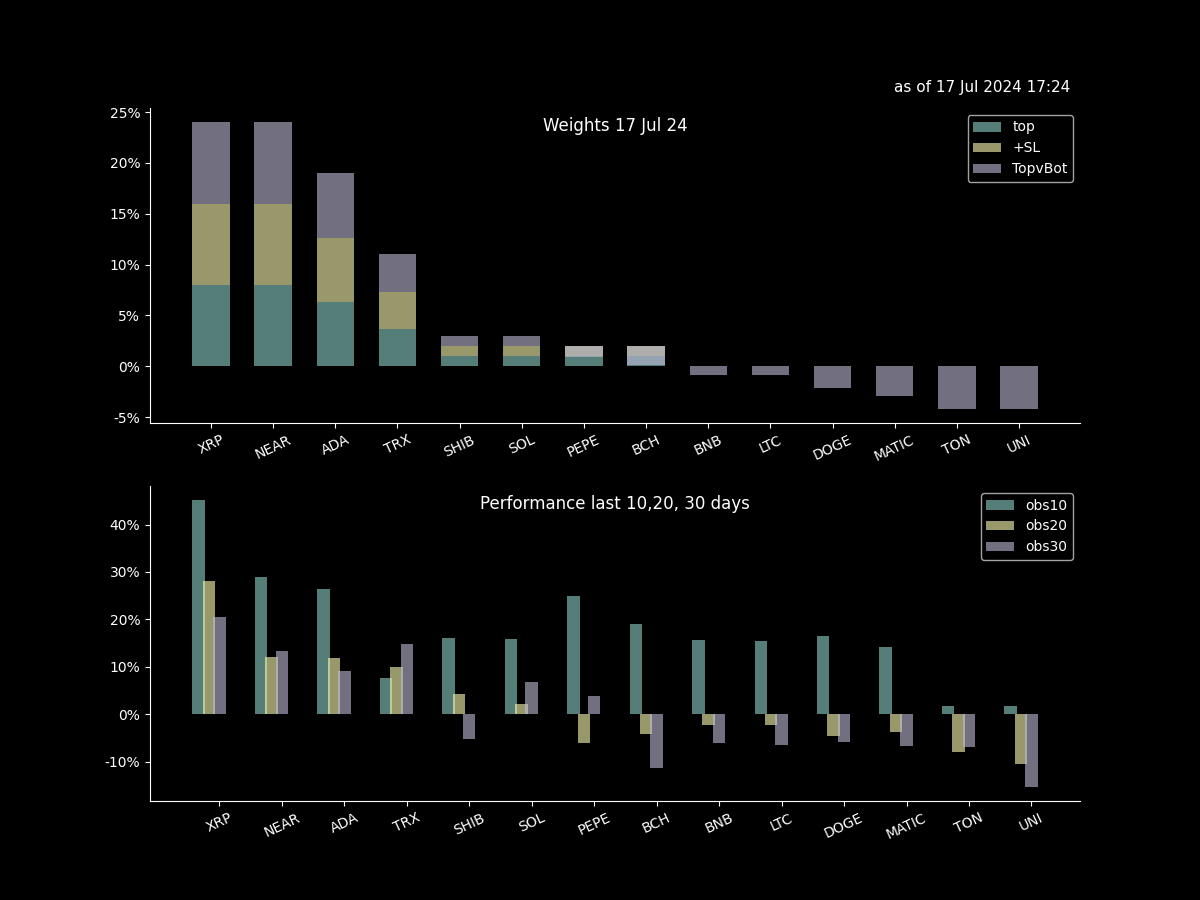 as of 17 Jul 2024 17:24
Weights 17 Jul 24
top
+SL
TopvBot
25%
20%
15%
10%
5%
0%
-5%
XRP NEAR ADA TRX SHIB SOL PEPE BCH BNB LTC DOGE MATIC TON UNI
Performance last 10,20, 30 days
obs10
obs20
obs30
40%
30%
20%
10%
0%
-10%
XRP NEAR ADA TRX SHIB SOL PEPE BCH BNB LTC DOGE MATIC TON UNI